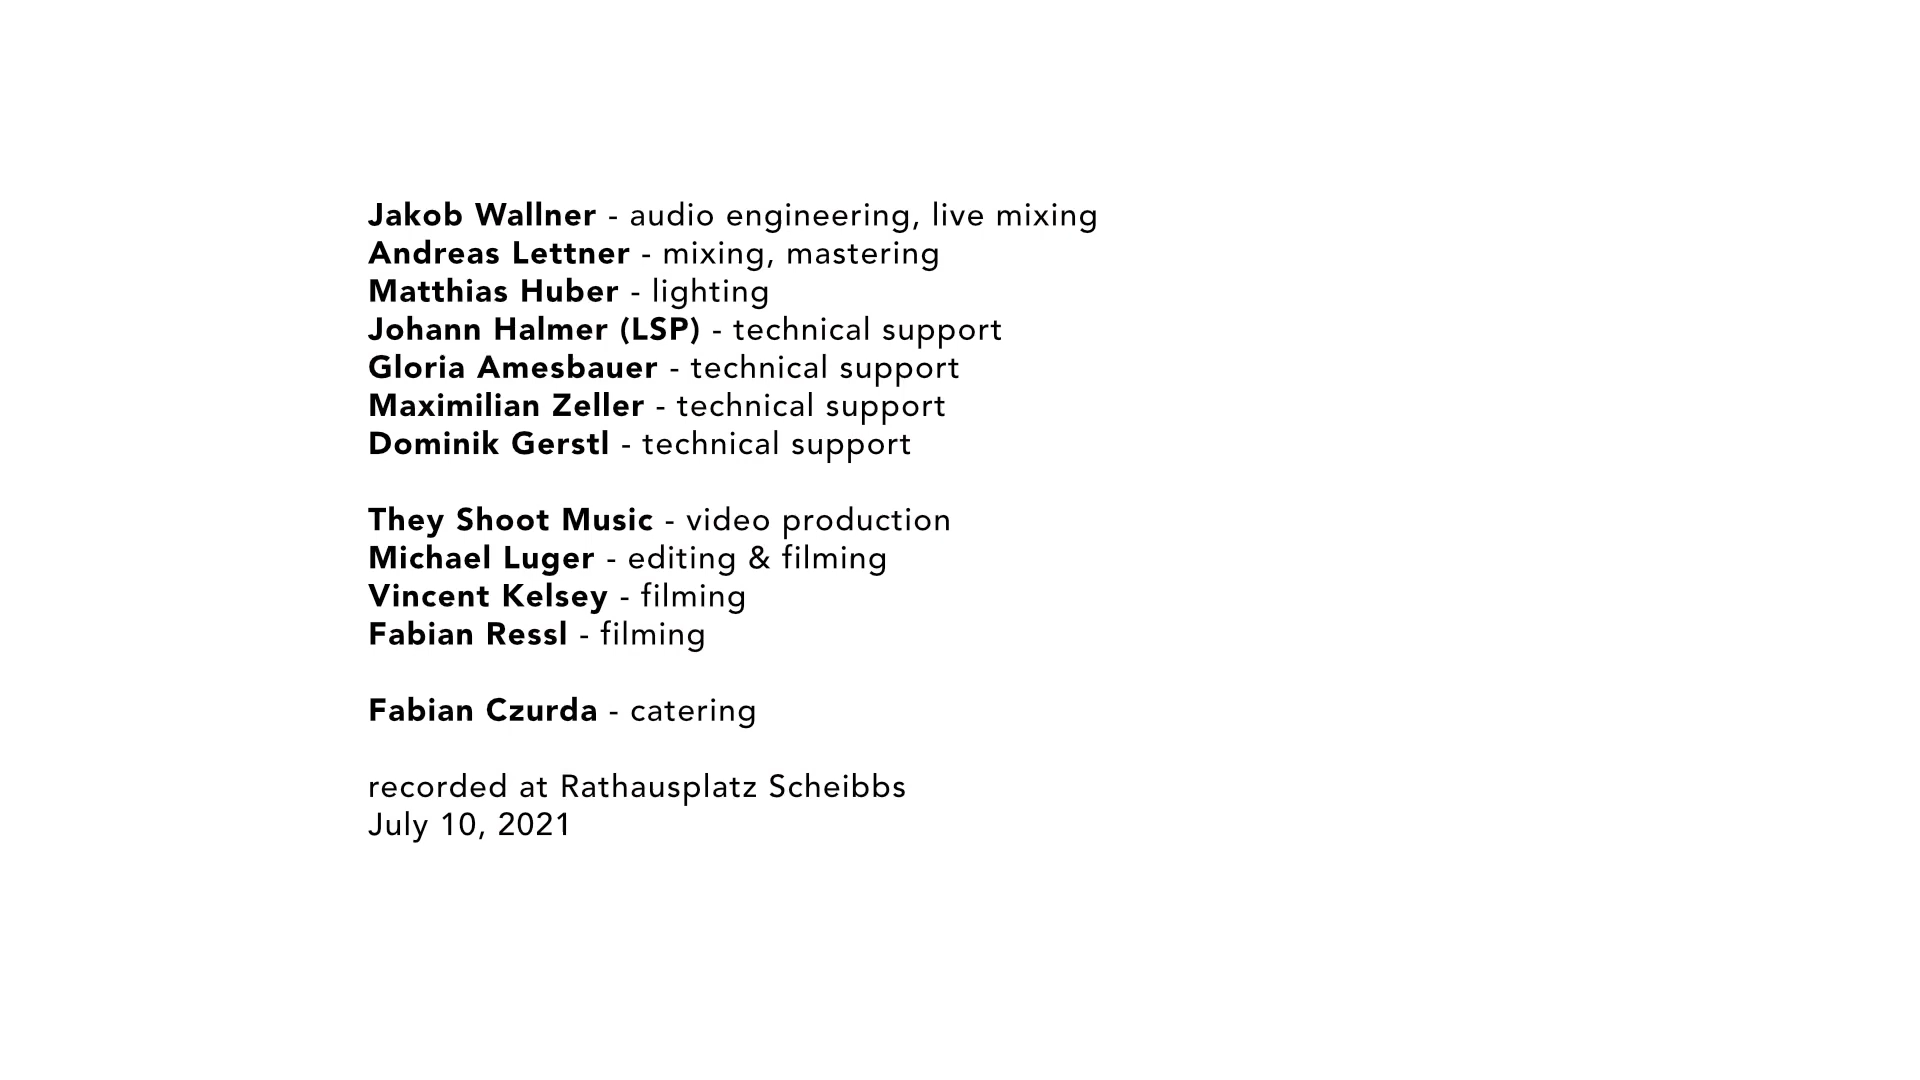 Jakob Wallner - audio engineering, live mixing
Andreas Lettner - mixing, mastering
Matthias Huber - lighting
Johann Halmer (LSP) - technical support
Gloria Amesbauer - technical support
Maximilian Zeller - technical support
Dominik Gerstl - technical support
They Shoot Music - video production
Michael Luger - editing & filming
Vincent Kelsey - filming
Fabian Ressl - filming
Fabian Czurda - catering
recorded at Rathausplatz Scheibbs
July 10, 2021